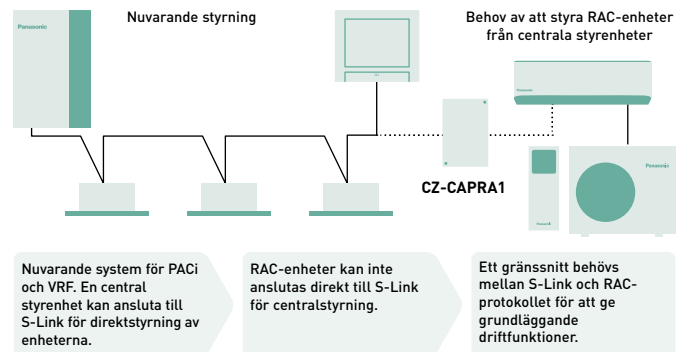 Nuvarande styrning
Behov av att styra RAC-enheter
från centrala styrenheter
Panasonic
Panasonic
Panasonic
Panasonic
CZ-CAPRA1
Nuvarande system för PACi
och VRF. En central
styrenhet kan ansluta till
S-Link för direktstyrning av
enheterna.
RAC-enheter kan inte
anslutas direkt till S-Link
för centralstyrning.
Ett gränssnitt behövs
mellan S-Link och RAC-
protokollet för att ge
grundläggande
driftfunktioner.